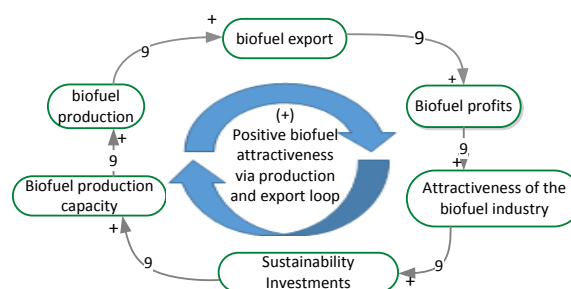 +
9
biofuel export
9
+
biofuel
production
+
9
(+)
Positive biofuel
attractiveness
via production
and export loop
Biofuel profits
9
+
Biofuel production
capacity
+
Attractiveness of the
biofuel industry
9
Sustainability
Investments
9
+